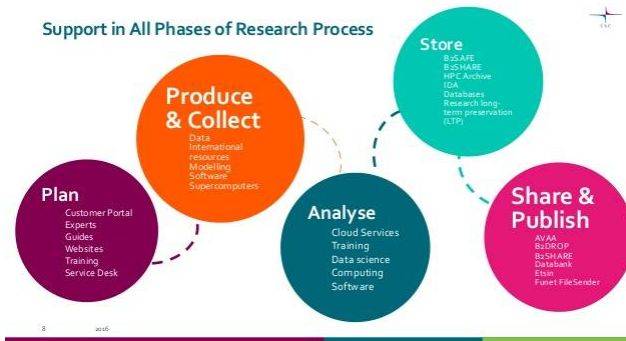 Support in All Phases of Research Process
CSC
Plan
Customer Portal
Experts
Guides
Websites
Training
Service Desk
Produce
& Collect
Data
International
resources
Modelling
Software
Supercomputers
Analyse
Cloud Services
Training
Data science
Computing
Software
Store
B2SAFE
B2SHARE
HPC Archive
IDA
Databases
Research long-
term preservation
(LTP)
Share &
Publish
AVAA
B2DROP
B2SHARE
Databank
Etsin
Funet FileSender
8 2016